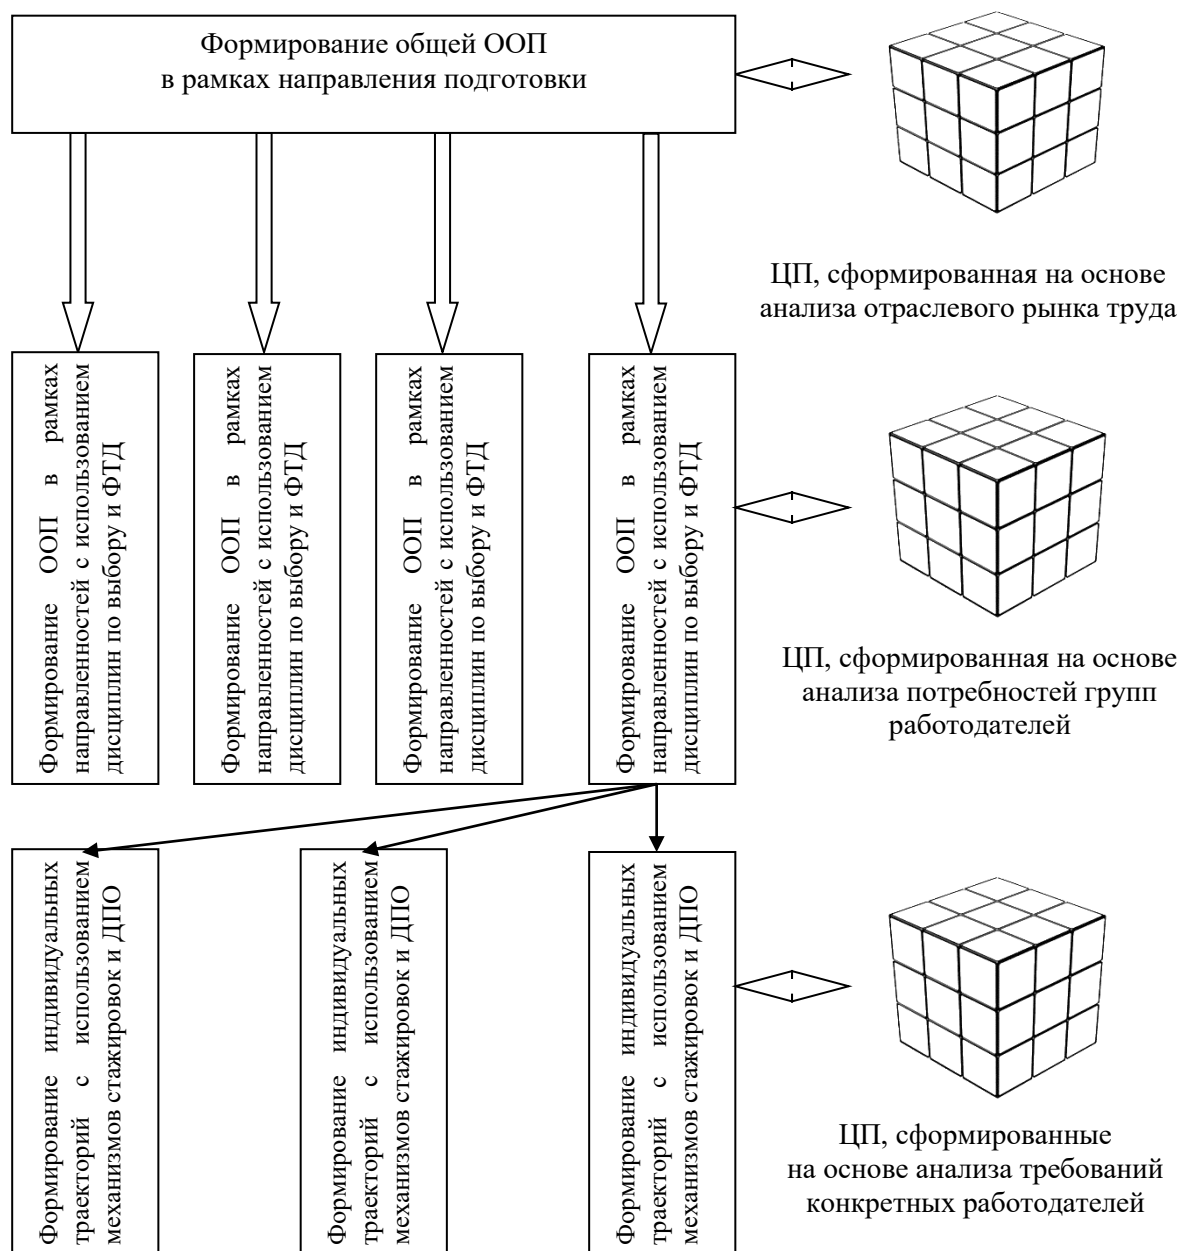 Формирование общей ООП
в рамках направления подготовки
ЦП, сформированная на основе
анализа отраслевого рынка труда
Формирование ООП в рамках
направленностей с использованием
дисциплин по выбору и ФТД
Формирование ООП в рамках
направленностей с использованием
дисциплин по выбору и ФТД
Формирование ООП в рамках
направленностей с использованием
дисциплин по выбору и ФТД
Формирование ООП в рамках
направленностей с использованием
дисциплин по выбору и ФТД
ЦП, сформированная на основе
анализа потребностей групп
работодателей
Формирование индивидуальных
траекторий с использованием
механизмов стажировок и ДПО
Формирование индивидуальных
траекторий с использованием
механизмов стажировок и ДПО
Формирование индивидуальных
траекторий с использованием
механизмов стажировок и ДПО
ЦП, сформированные
на основе анализа требований
конкретных работодателей